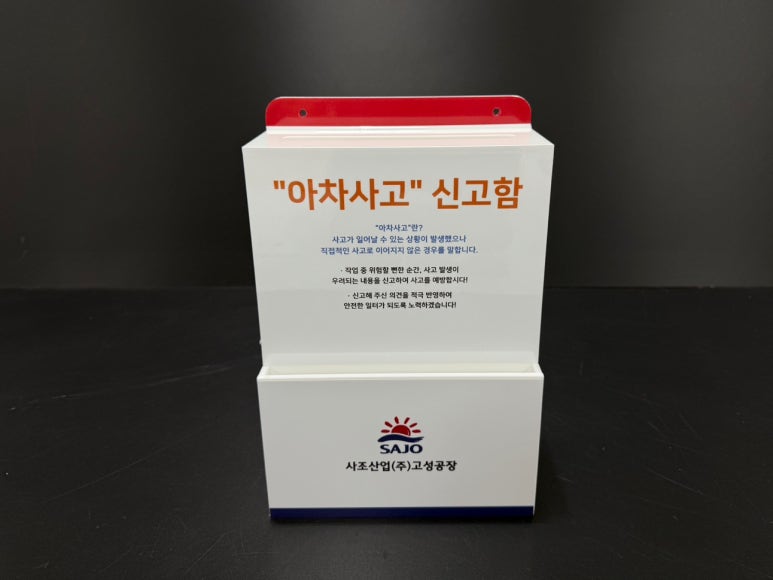 "아차사고" 신고함
"아차사고"란?
사고가 일어날 수 있는 상황이 발생했으나
직접적인 사고로 이어지지 않은 경우를 말합니다.
· 작업 중 위험할 뻔한 순간, 사고 발생이
우려되는 내용을 신고하여 사고를 예방합시다!
· 신고해 주신 의견을 적극 반영하여
안전한 일터가 되도록 노력하겠습니다!
SAJO
사조산업(주)고성공장